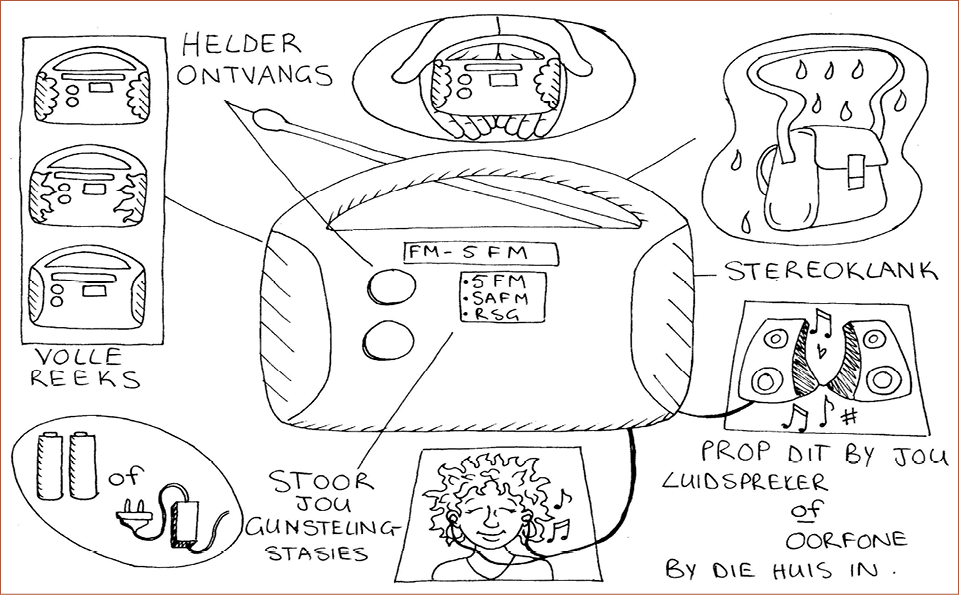 HELDER
ONTVANGS
FM-5FM
• 5FM
• SAFM
• RSG
STEREOKLANK
VOLLE
REEKS
of
STOOR
JOU
GUNSTELING-
STASIES
#
PROP DIT BY JOU
LUIDSPREKER
of
OORFONE
BY DIE HUIS IN.